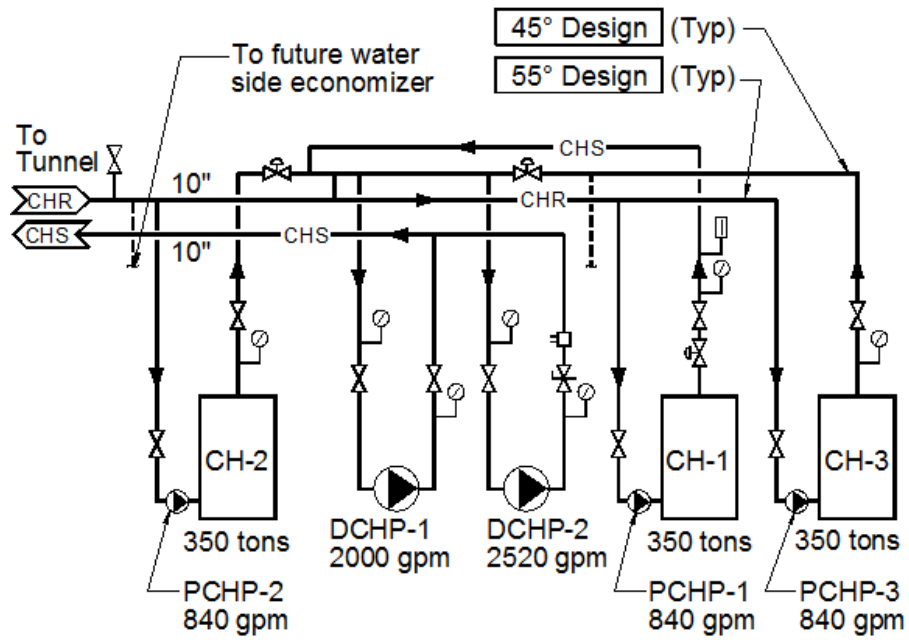 45° Design (Typ)
To future water
side economizer
55° Design (Typ)
To
Tunnel
CHS
CHR
10"
CHR
CHS
10"
CHS
CH-2
CH-1
CH-3
350 tons
DCHP-1
2000 gpm
DCHP-2
2520 gpm
350 tons
350 tons
PCHP-2
840 gpm
PCHP-1
840 gpm
PCHP-3
840 gpm